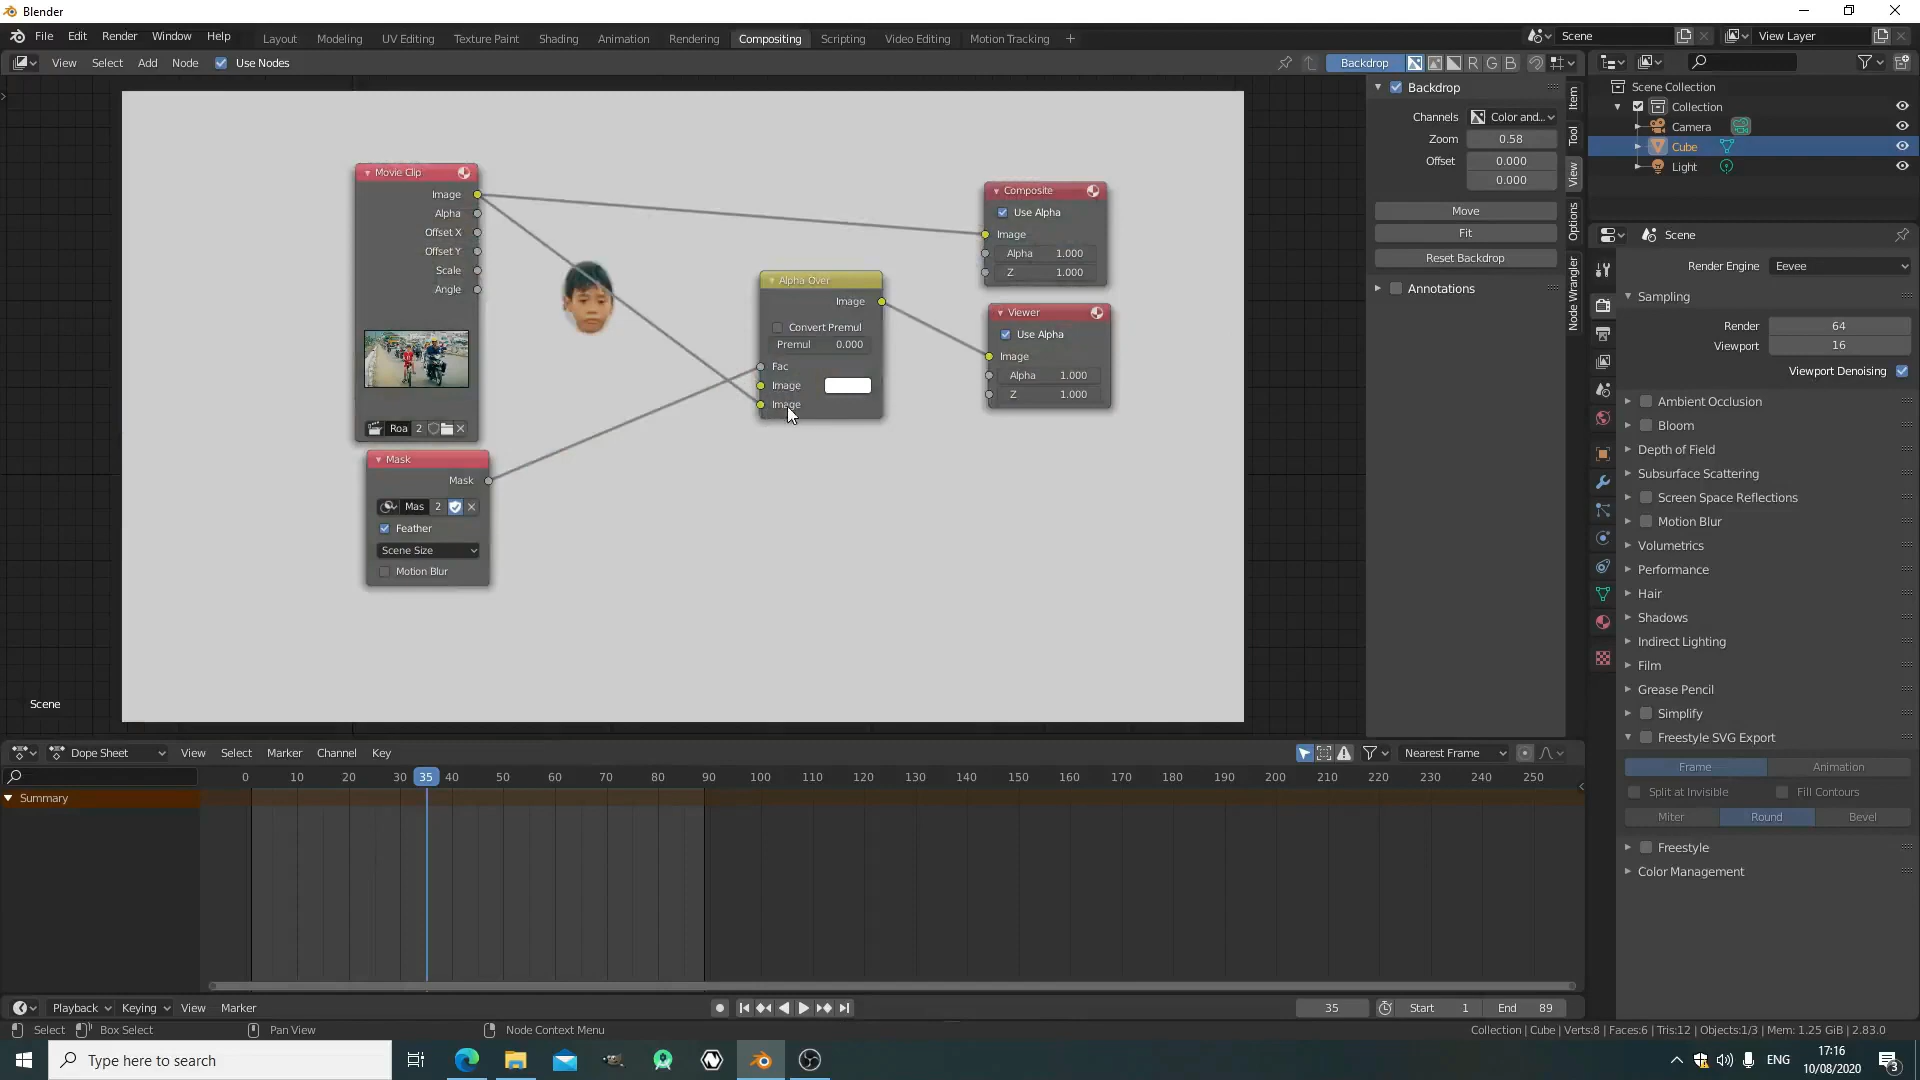 Blender
File Edit Render Window Help
Layout Modeling UV Editing Texture Paint Shading Animation Rendering Compositing Scripting Video Editing Motion Tracking +
Scene View Layer
View Select Add Node Use Nodes
Backdrop R G B
Backdrop
Channels Color and...
Zoom 0.58
Offset 0.000
0.000
Move
Fit
Reset Backdrop
Annotations
Item
Tool
View
Options
Node Wrangler
Movie Clip
Image
Alpha
Offset X
Offset Y
Scale
Angle
Roa 2
Mask
Mask
Mas 2
Feather
Scene Size
Motion Blur
Alpha Over
Image
Convert Premul
Premul 0.000
Fac
Image
Image
Composite
Use Alpha
Image
Alpha 1.000
Z 1.000
Viewer
Use Alpha
Image
Alpha 1.000
Z 1.000
Scene
Scene Collection
Collection
Camera
Cube
Light
Scene
Render Engine Eevee
Sampling
Render 64
Viewport 16
Viewport Denoising
Ambient Occlusion
Bloom
Depth of Field
Subsurface Scattering
Screen Space Reflections
Motion Blur
Volumetrics
Performance
Hair
Shadows
Indirect Lighting
Film
Grease Pencil
Simplify
Freestyle SVG Export
Frame Animation
Split at Invisible Fill Contours
Miter Round Bevel
Freestyle
Color Management
Dope Sheet View Select Marker Channel Key Nearest Frame
0 10 20 30 35 40 50 60 70 80 90 100 110 120 130 140 150 160 170 180 190 200 210 220 230 240 250
Summary
Playback Keying View Marker 35 Start 1 End 89
Select Box Select Pan View Node Context Menu Collection | Cube | Verts:8 | Faces:6 | Tris:12 | Objects:1/3 | Mem: 1.25 GiB | 2.83.0
Type here to search
ENG
17:16
10/08/2020
3